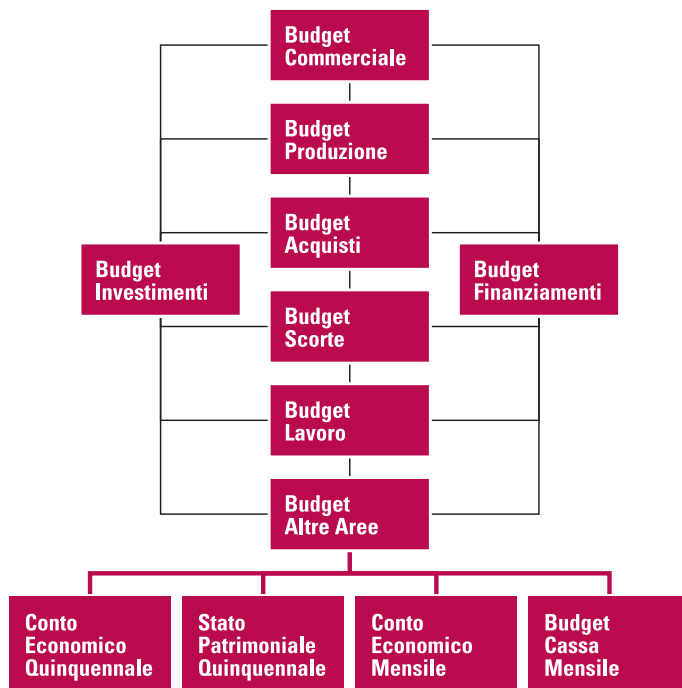 Budget
Commerciale
Budget
Produzione
Budget
Acquisti
Budget
Investimenti
Budget
Finanziamenti
Budget
Scorte
Budget
Lavoro
Budget
Altre Aree
Conto
Economico
Quinquennale
Stato
Patrimoniale
Quinquennale
Conto
Economico
Mensile
Budget
Cassa
Mensile